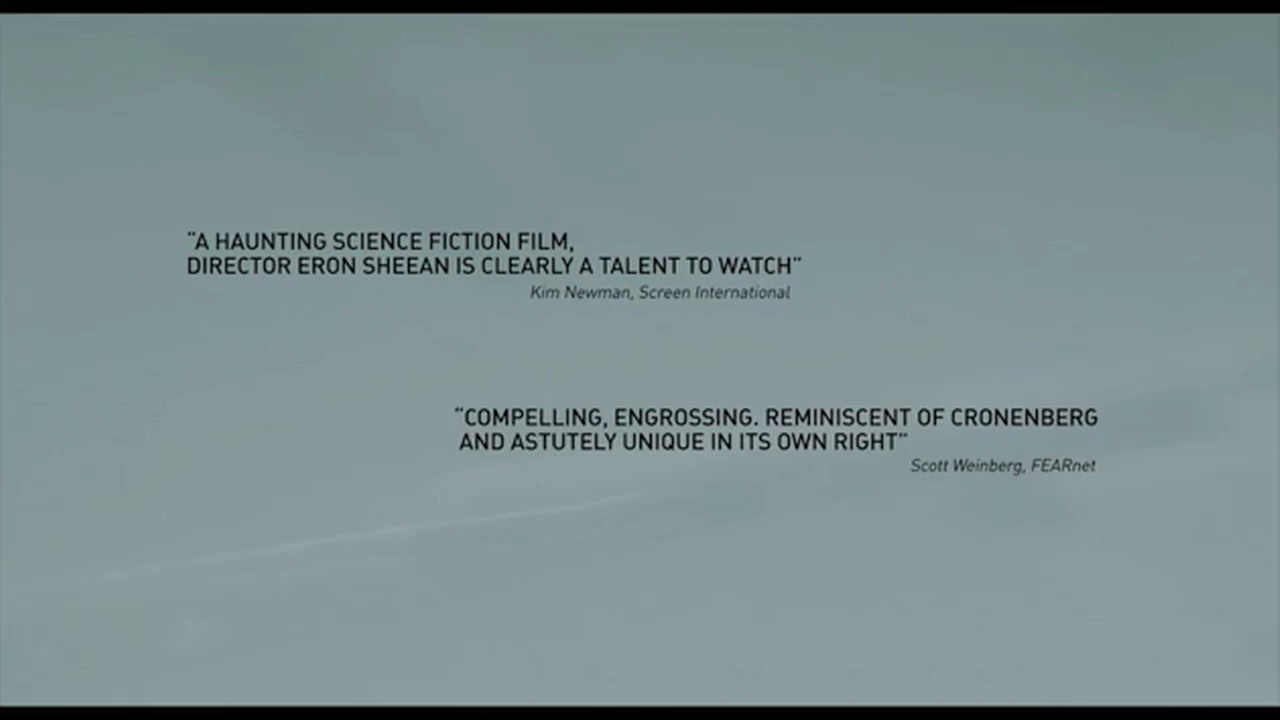 “A HAUNTING SCIENCE FICTION FILM,
DIRECTOR ERON SHEEAN IS CLEARLY A TALENT TO WATCH”
Kim Newman, Screen International
“COMPELLING, ENGROSSING. REMINISCENT OF CRONENBERG
AND ASTUTELY UNIQUE IN ITS OWN RIGHT”
Scott Weinberg, FEARnet